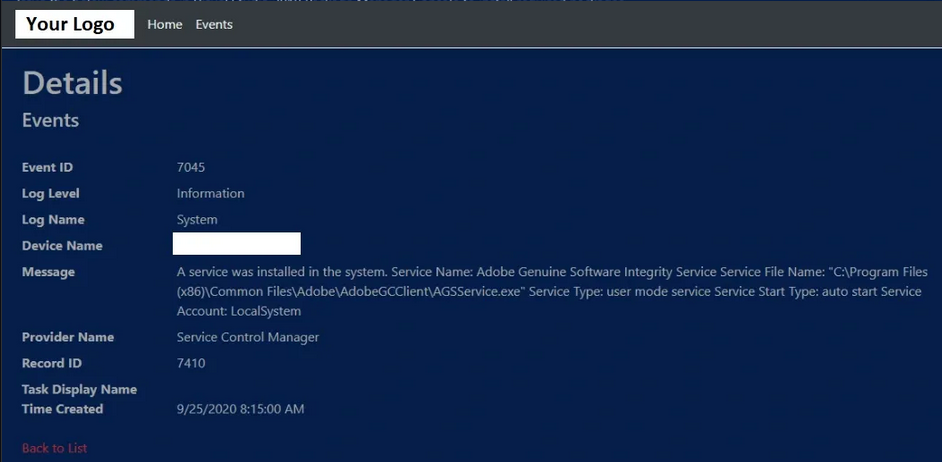 Your Logo Home Events
Details
Events
Event ID 7045
Log Level Information
Log Name System
Device Name
Message A service was installed in the system. Service Name: Adobe Genuine Software Integrity Service Service File Name: "C:\Program Files
(x86)\Common Files\Adobe\AdobeGCClient\AGSService.exe" Service Type: user mode service Service Start Type: auto start Service
Account: LocalSystem
Provider Name Service Control Manager
Record ID 7410
Task Display Name
Time Created 9/25/2020 8:15:00 AM
Back to List